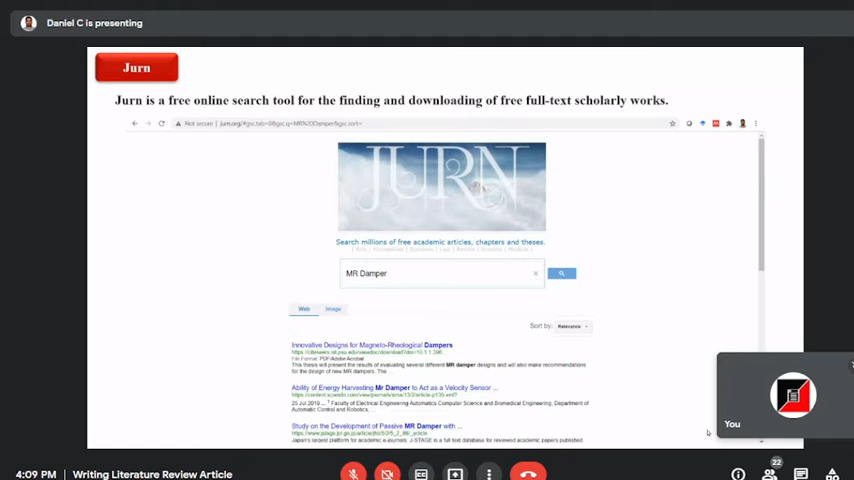 Daniel C is presenting
Jurn
Jurn is a free online search tool for the finding and downloading of free full-text scholarly works.
Not secure | jurn.org/#gsc.tab=0&gsc.q=MR%20Damper&gsc.sort=
JURN
Search millions of free academic articles, chapters and theses.
MR Damper
Web Image
Sort by: Relevance
Innovative Designs for Magneto-Rheological Dampers
File Format: PDF/Adobe Acrobat
This thesis will present the results of evaluating several different MR damper designs and will also make recommendations
for the design of new MR dampers. The ...
Ability of Energy Harvesting Mr Damper to Act as a Velocity Sensor ...
25 Jul 2019 ... Faculty of Electrical Engineering Automatics Computer Science and Biomedical Engineering, Department of
Automatic Control and Robotics,
Study on the Development of Passive MR Damper with ...
Japan's largest platform for academic e-journals: J-STAGE is a full text database for reviewed academic papers published
You
22
4:09 PM | Writing Literature Review Article